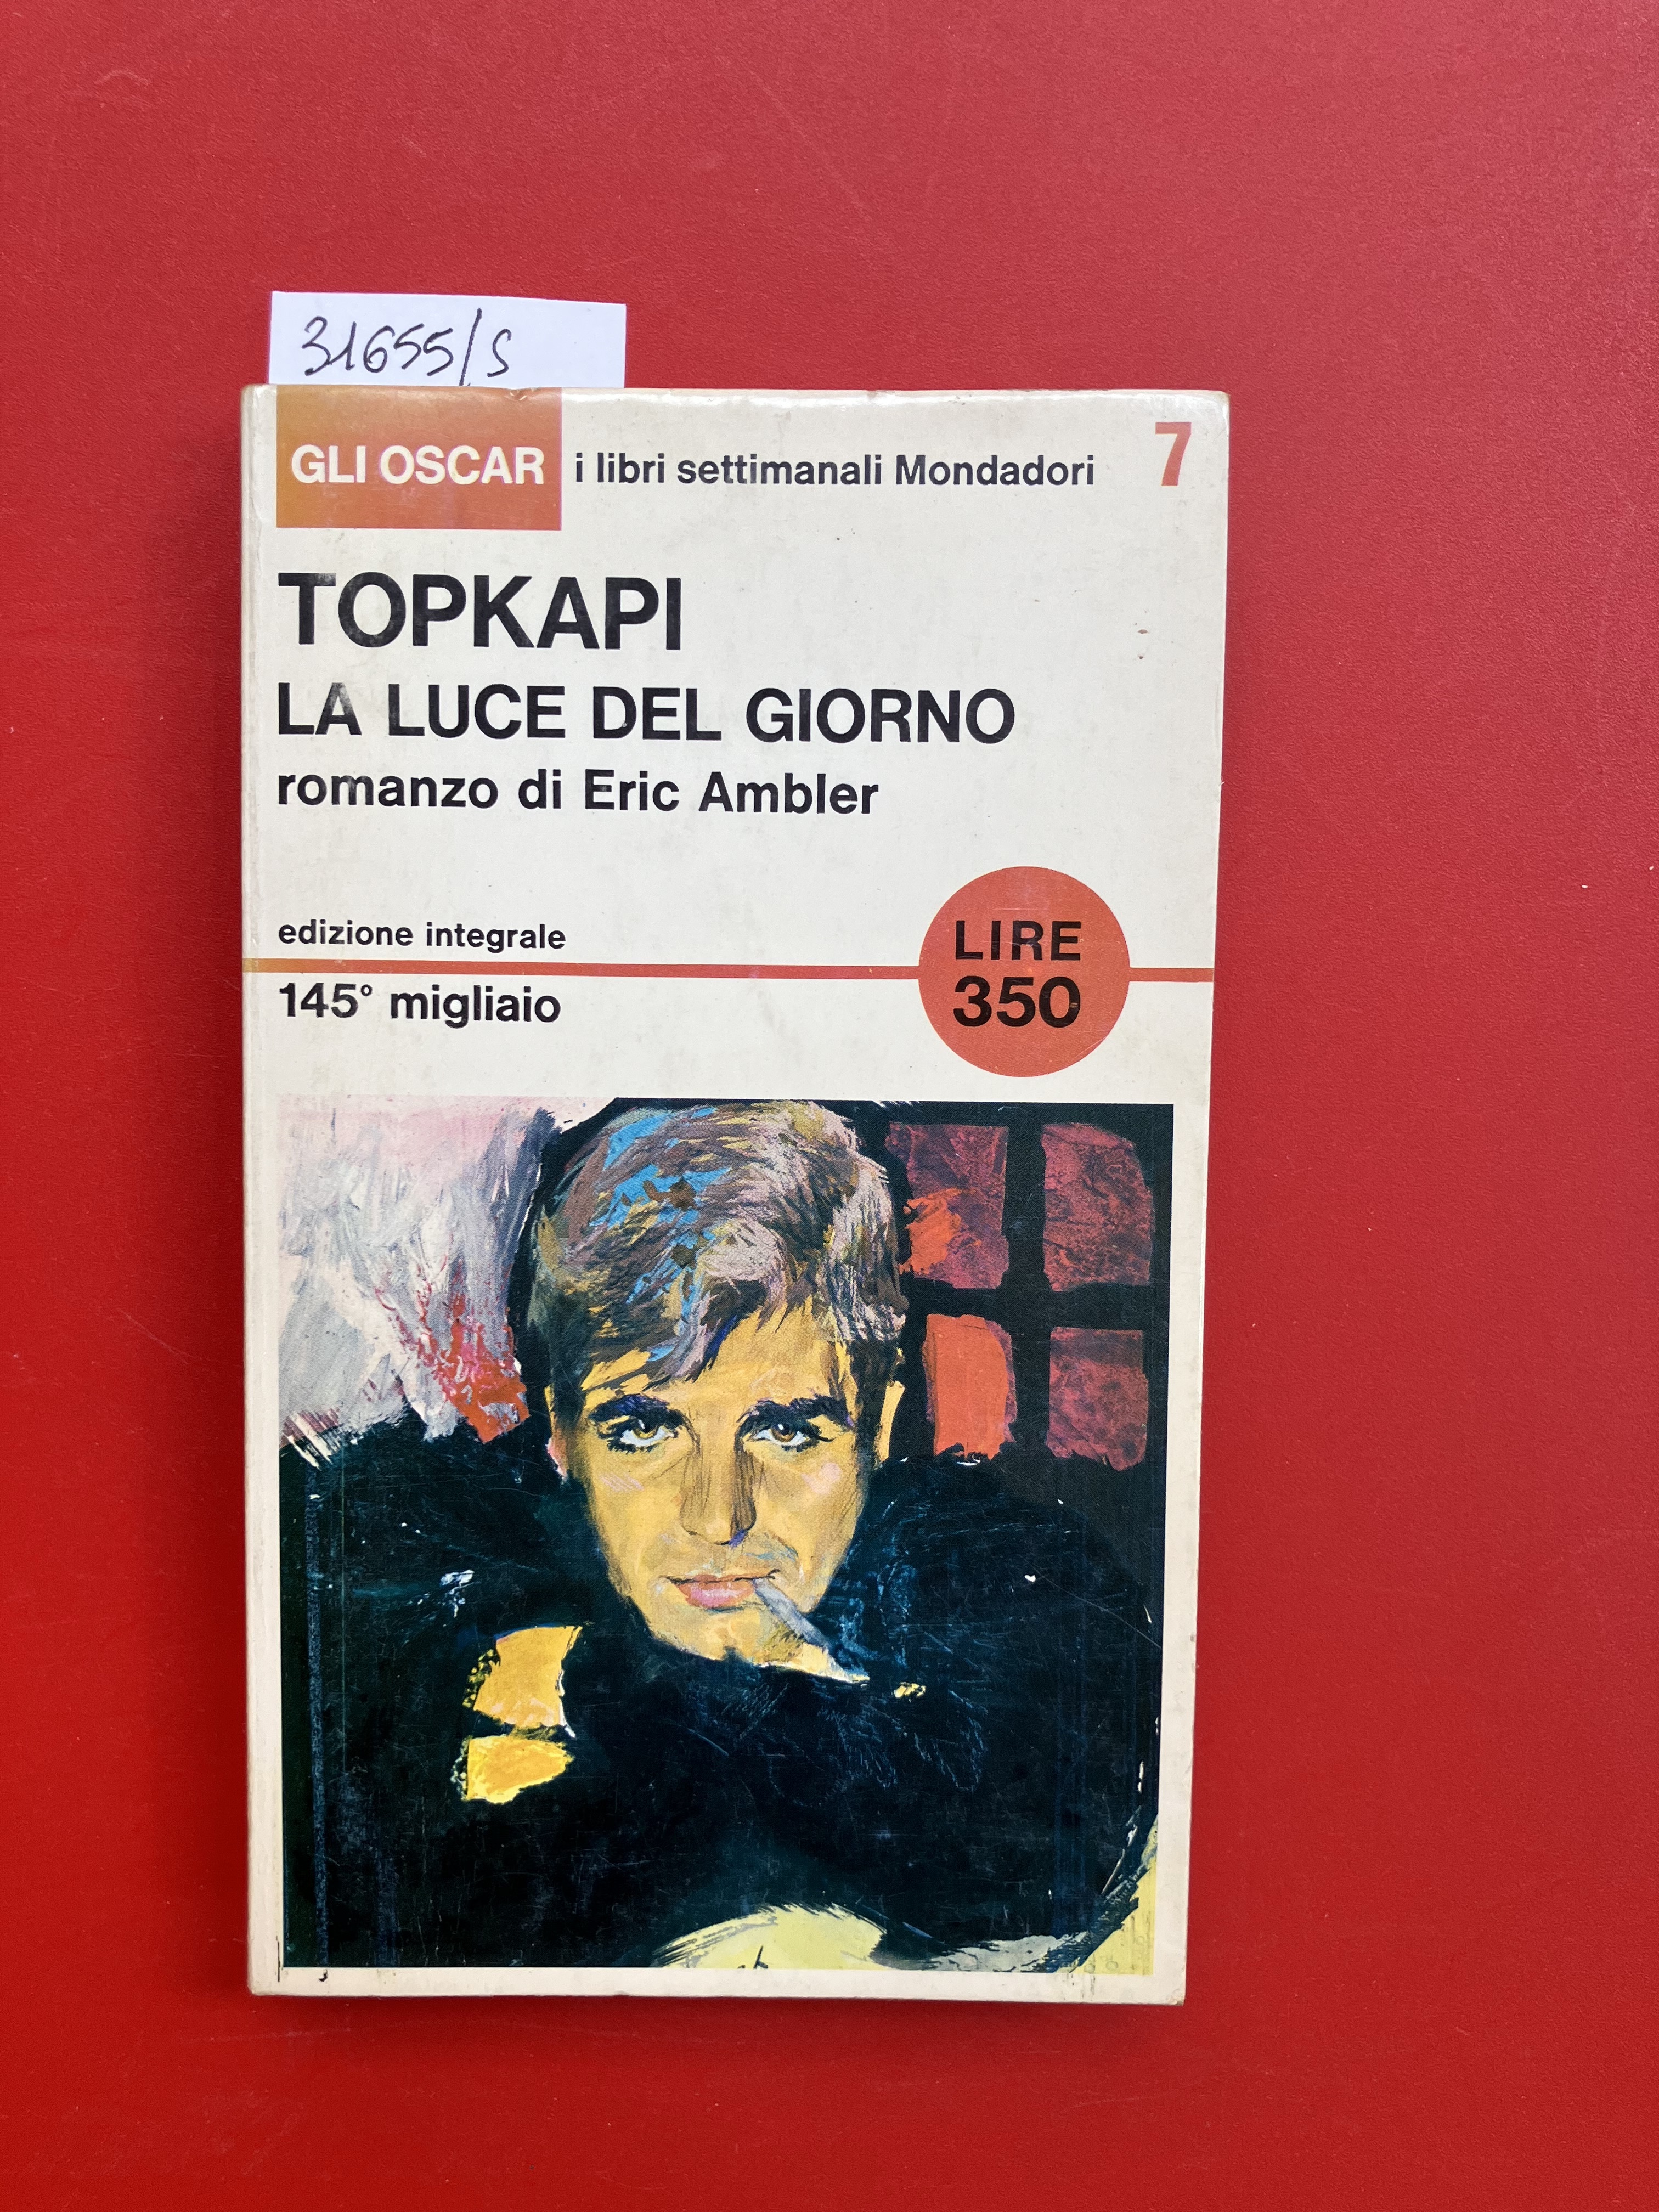 31655/S
GLI OSCAR i libri settimanali Mondadori 7
TOPKAPI
LA LUCE DEL GIORNO
romanzo di Eric Ambler
edizione integrale
145° migliaio
LIRE
350